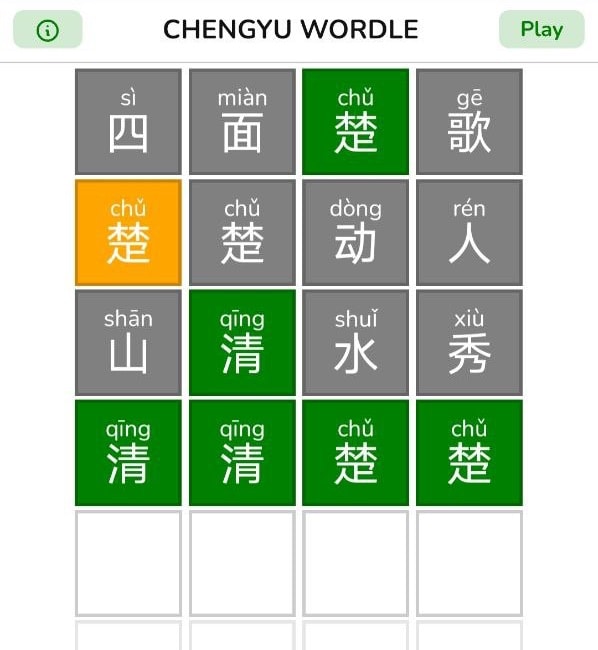 CHENGYU WORDLE
Play
sì miàn chǔ gē
四 面 楚 歌
chǔ chǔ dòng rén
楚 楚 动 人
shān qīng shuǐ xiù
山 清 水 秀
qīng qīng chǔ chǔ
清 清 楚 楚